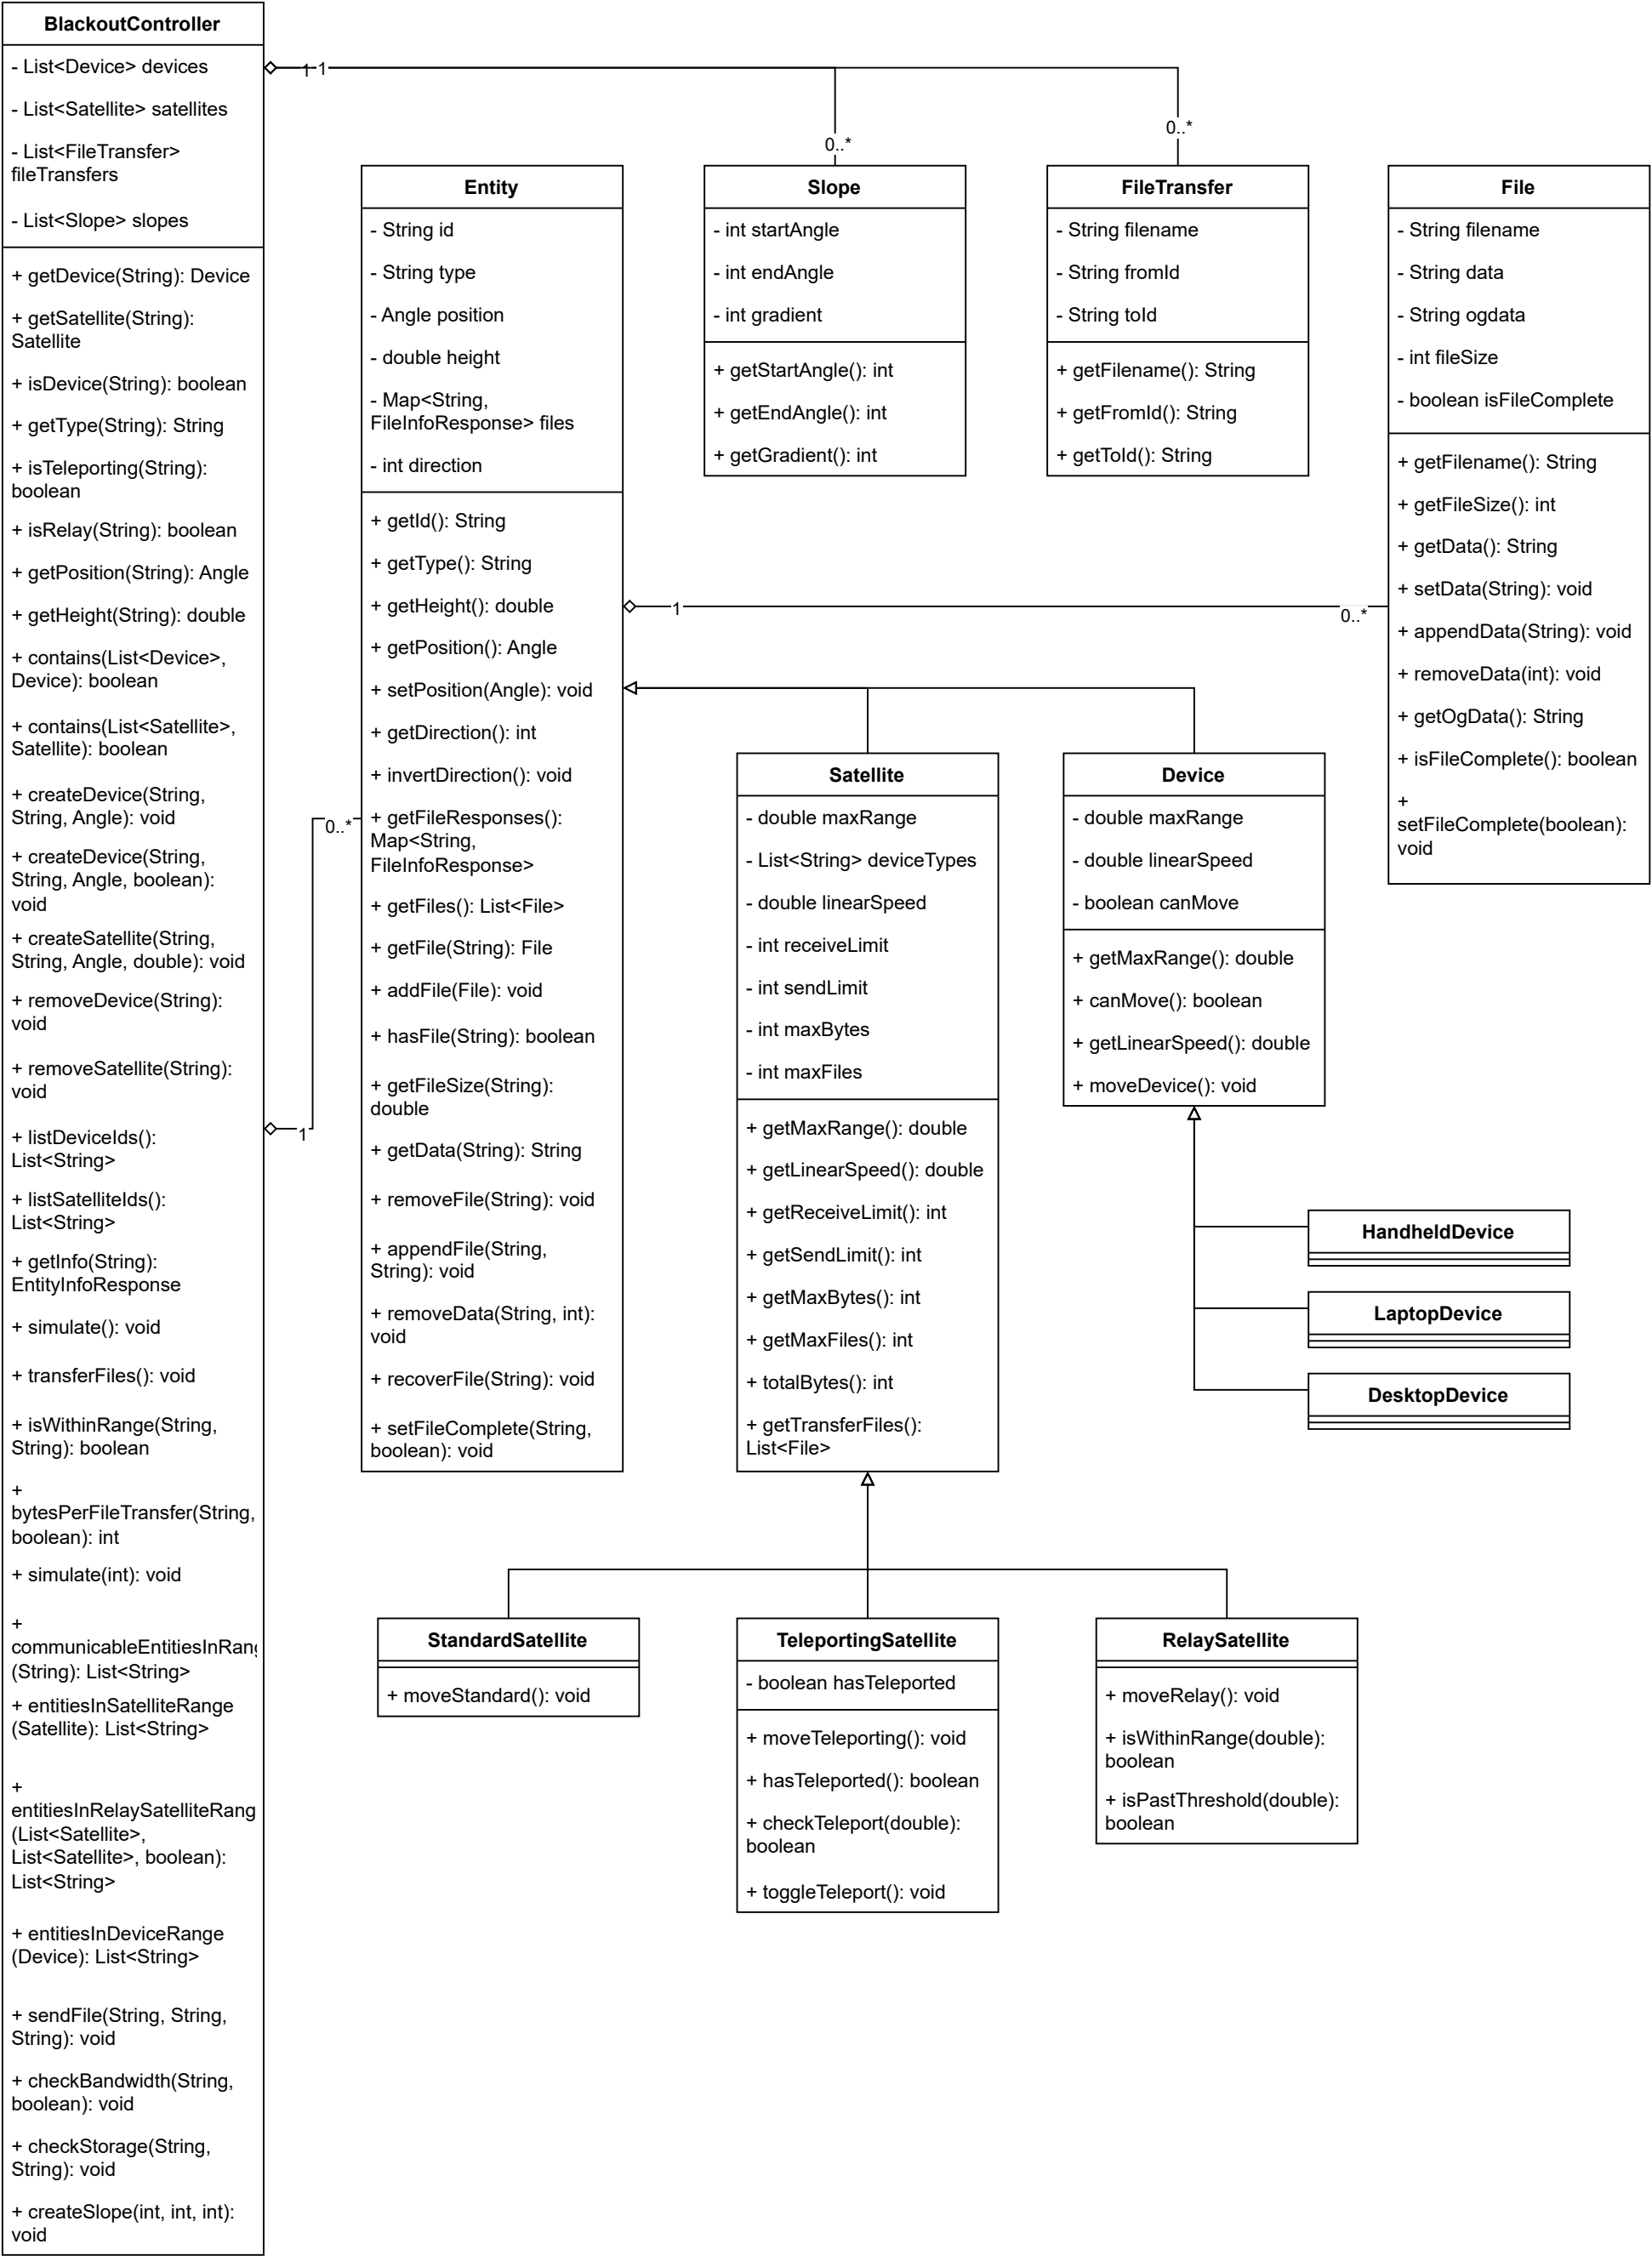 BlackoutController
- List<Device> devices
- List<Satellite> satellites
- List<FileTransfer>
fileTransfers
- List<Slope> slopes
+ getDevice(String): Device
+ getSatellite(String):
Satellite
+ isDevice(String): boolean
+ getType(String): String
+ isTeleporting(String):
boolean
+ isRelay(String): boolean
+ getPosition(String): Angle
+ getHeight(String): double
+ contains(List<Device>,
Device): boolean
+ contains(List<Satellite>,
Satellite): boolean
+ createDevice(String,
String, Angle): void
+ createDevice(String,
String, Angle, boolean):
void
+ createSatellite(String,
String, Angle, double): void
+ removeDevice(String):
void
+ removeSatellite(String):
void
+ listDeviceIds():
List<String>
+ listSatelliteIds():
List<String>
+ getInfo(String):
EntityInfoResponse
+ simulate(): void
+ transferFiles(): void
+ isWithinRange(String,
String): boolean
+
bytesPerFileTransfer(String,
boolean): int
+ simulate(int): void
+
communicableEntitiesInRang
(String): List<String>
+ entitiesInSatelliteRange
(Satellite): List<String>
+
entitiesInRelaySatelliteRang
(List<Satellite>,
List<Satellite>, boolean):
List<String>
+ entitiesInDeviceRange
(Device): List<String>
+ sendFile(String, String,
String): void
+ checkBandwidth(String,
boolean): void
+ checkStorage(String,
String): void
+ createSlope(int, int, int):
void
1
1
0..*
0..*
1
0..*
Entity
- String id
- String type
- Angle position
- double height
- Map<String,
FileInfoResponse> files
- int direction
+ getId(): String
+ getType(): String
+ getHeight(): double
+ getPosition(): Angle
+ setPosition(Angle): void
+ getDirection(): int
+ invertDirection(): void
+ getFileResponses():
Map<String,
FileInfoResponse>
+ getFiles(): List<File>
+ getFile(String): File
+ addFile(File): void
+ hasFile(String): boolean
+ getFileSize(String):
double
+ getData(String): String
+ removeFile(String): void
+ appendFile(String,
String): void
+ removeData(String, int):
void
+ recoverFile(String): void
+ setFileComplete(String,
boolean): void
1
0..*
Slope
- int startAngle
- int endAngle
- int gradient
+ getStartAngle(): int
+ getEndAngle(): int
+ getGradient(): int
FileTransfer
- String filename
- String fromId
- String toId
+ getFilename(): String
+ getFromId(): String
+ getToId(): String
File
- String filename
- String data
- String ogdata
- int fileSize
- boolean isFileComplete
+ getFilename(): String
+ getFileSize(): int
+ getData(): String
+ setData(String): void
+ appendData(String): void
+ removeData(int): void
+ getOgData(): String
+ isFileComplete(): boolean
+
setFileComplete(boolean):
void
Satellite
- double maxRange
- List<String> deviceTypes
- double linearSpeed
- int receiveLimit
- int sendLimit
- int maxBytes
- int maxFiles
+ getMaxRange(): double
+ getLinearSpeed(): double
+ getReceiveLimit(): int
+ getSendLimit(): int
+ getMaxBytes(): int
+ getMaxFiles(): int
+ totalBytes(): int
+ getTransferFiles():
List<File>
Device
- double maxRange
- double linearSpeed
- boolean canMove
+ getMaxRange(): double
+ canMove(): boolean
+ getLinearSpeed(): double
+ moveDevice(): void
HandheldDevice
LaptopDevice
DesktopDevice
StandardSatellite
+ moveStandard(): void
TeleportingSatellite
- boolean hasTeleported
+ moveTeleporting(): void
+ hasTeleported(): boolean
+ checkTeleport(double):
boolean
+ toggleTeleport(): void
RelaySatellite
+ moveRelay(): void
+ isWithinRange(double):
boolean
+ isPastThreshold(double):
boolean